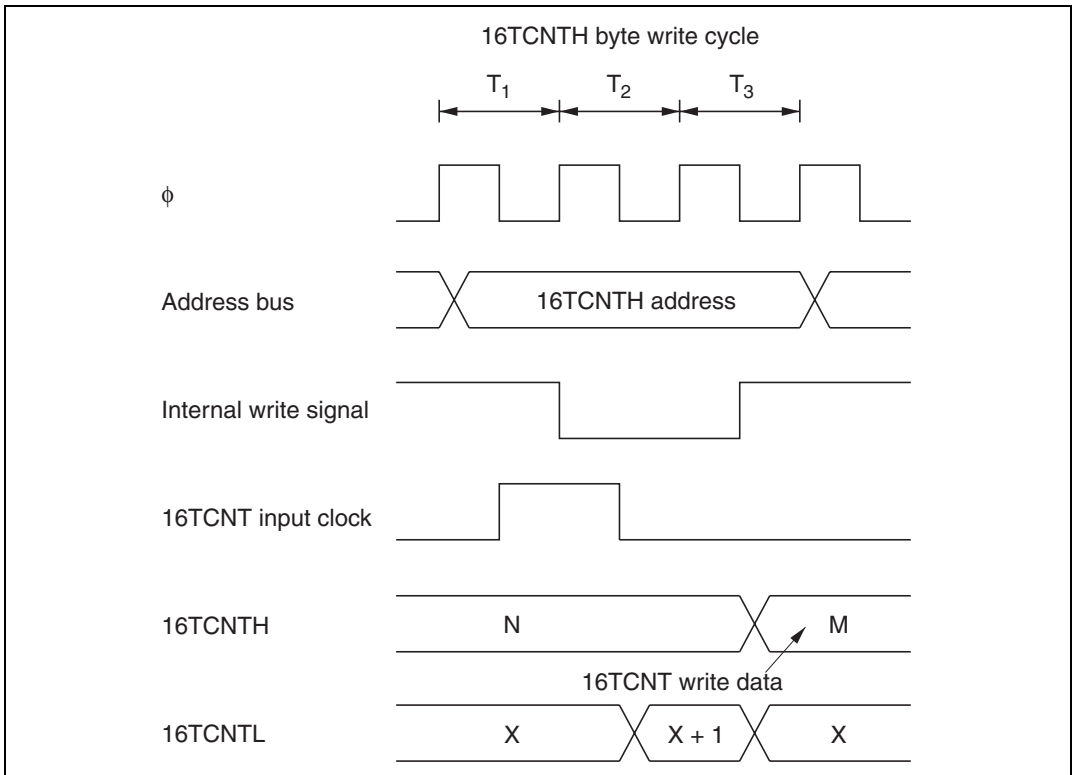 16TCNTH byte write cycle
T₁ T₂ T₃
φ
Address bus 16TCNTH address
Internal write signal
16TCNT input clock
16TCNTH N M
16TCNT write data
16TCNTL X X + 1 X